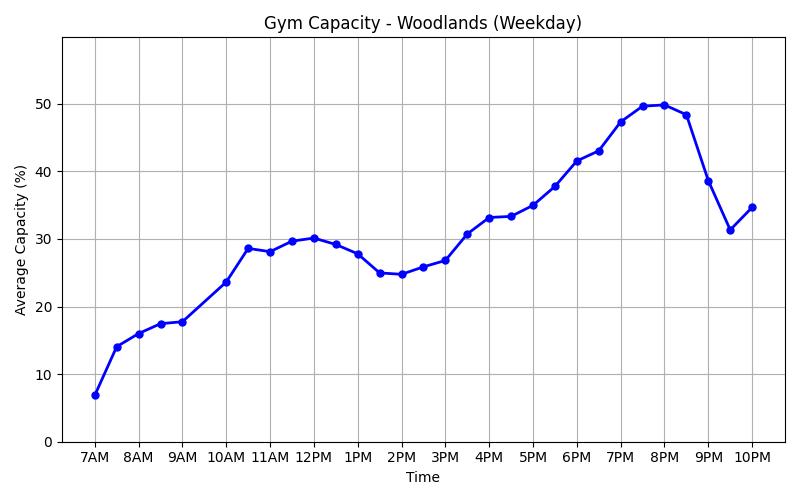 Gym Capacity - Woodlands (Weekday)
Average Capacity (%)
50
40
30
20
10
0
7AM 8AM 9AM 10AM 11AM 12PM 1PM 2PM 3PM 4PM 5PM 6PM 7PM 8PM 9PM 10PM
Time